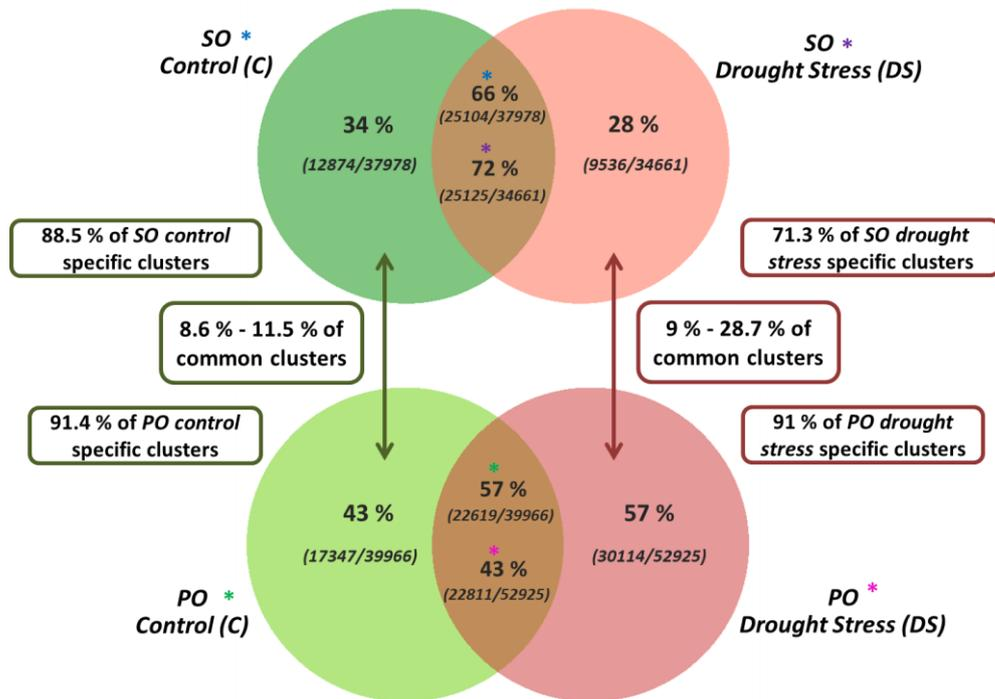 SO *
Control (C)
SO *
Drought Stress (DS)
34 %
(12874/37978)
*
66 %
(25104/37978)
*
72 %
(25125/34661)
28 %
(9536/34661)
88.5 % of SO control
specific clusters
71.3 % of SO drought
stress specific clusters
8.6 % - 11.5 % of
common clusters
9 % - 28.7 % of
common clusters
91.4 % of PO control
specific clusters
91 % of PO drought
stress specific clusters
43 %
(17347/39966)
*
57 %
(22619/39966)
*
43 %
(22811/52925)
57 %
(30114/52925)
PO *
Control (C)
PO *
Drought Stress (DS)